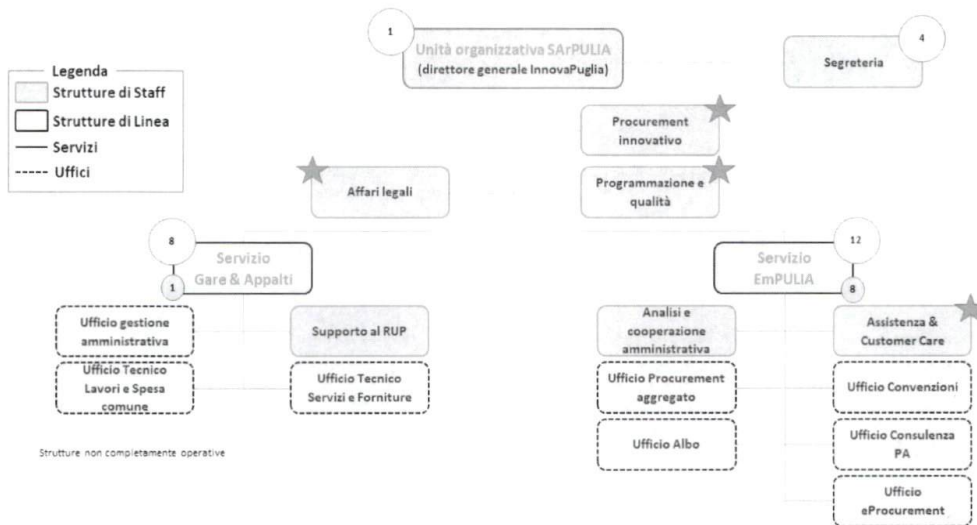 1
Unità organizzativa SArPULIA
(direttore generale InnovaPuglia)
4
Segreteria
Legenda
Strutture di Staff
Strutture di Linea
Servizi
Uffici
Procurement
innovativo
Affari legali
Programmazione e
qualità
8
Servizio
Gare & Appalti
1
12
Servizio
EmPULIA
8
Ufficio gestione
amministrativa
Supporto al RUP
Ufficio Tecnico
Lavori e Spesa
comune
Ufficio Tecnico
Servizi e Forniture
Analisi e
cooperazione
amministrativa
Assistenza &
Customer Care
Ufficio Procurement
aggregato
Ufficio Convenzioni
Ufficio Albo
Ufficio Consulenza
PA
Ufficio
eProcurement
Strutture non completamente operative